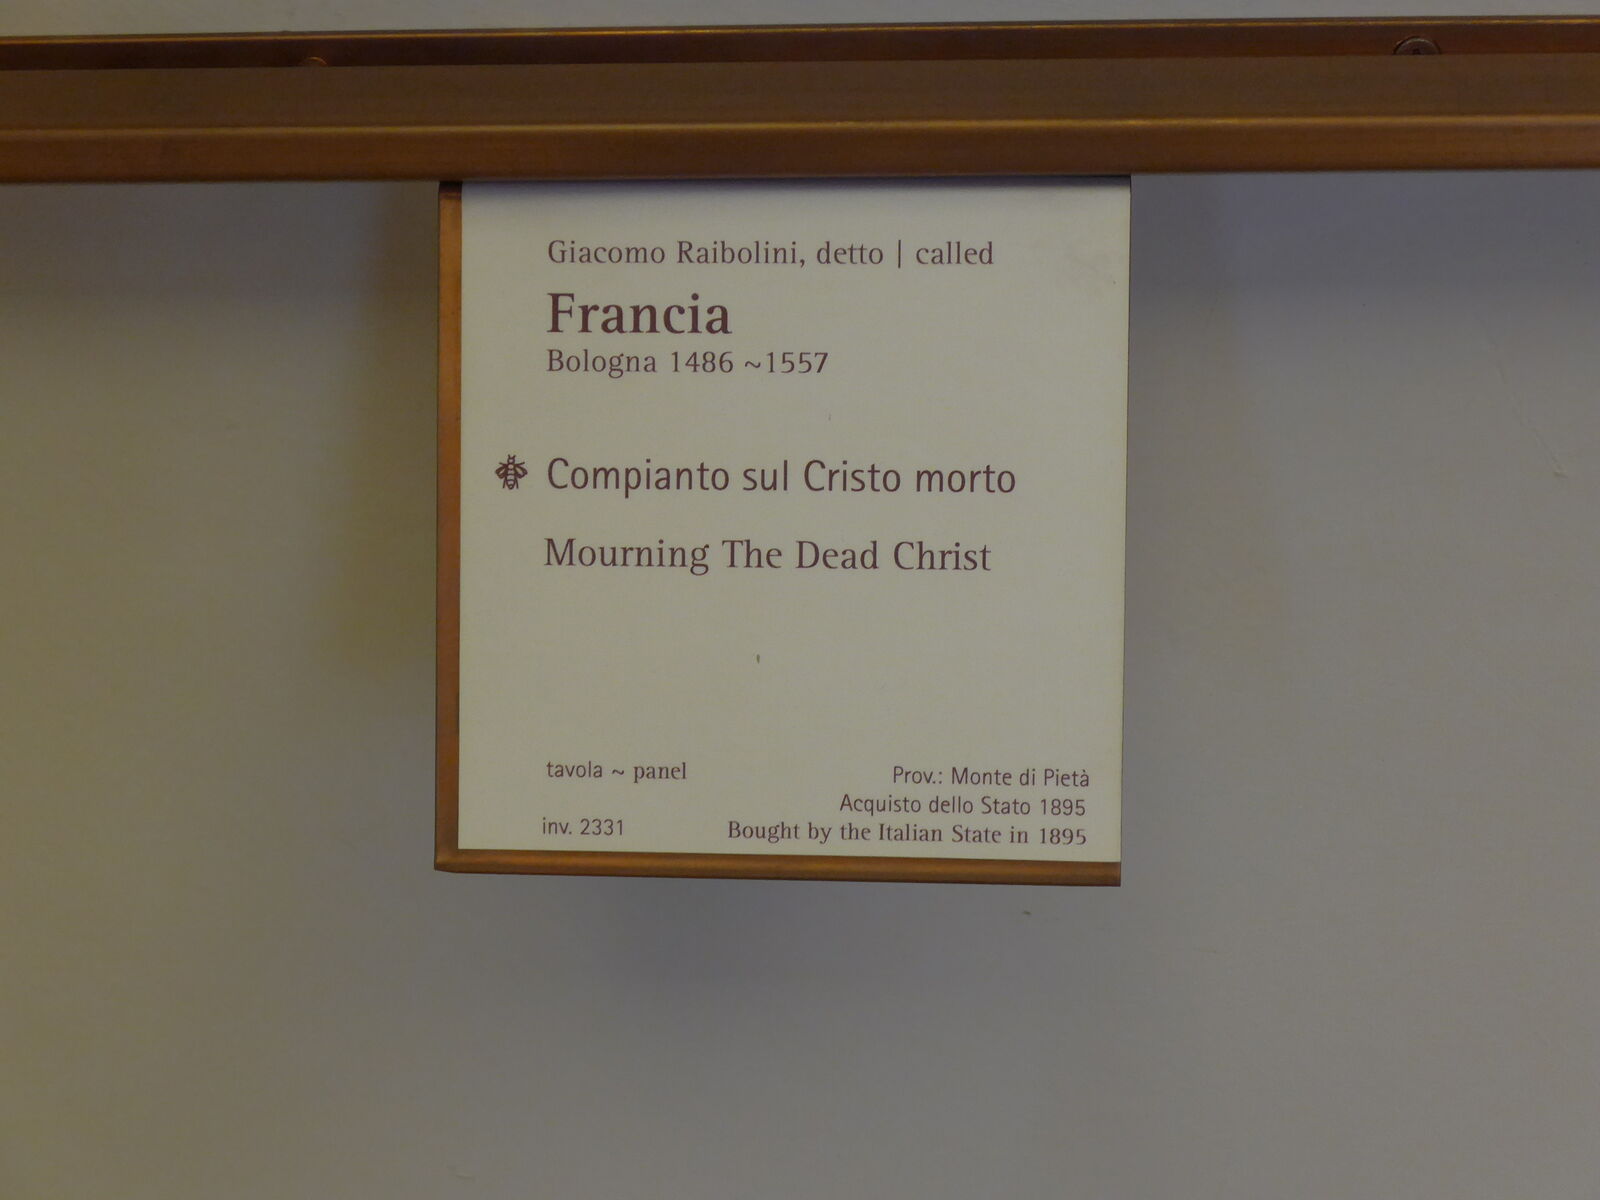 Giacomo Raibolini, detto | called
Francia
Bologna 1486 ~1557
Compianto sul Cristo morto
Mourning The Dead Christ
tavola ~ panel
inv. 2331
Prov.: Monte di Pietà
Acquisto dello Stato 1895
Bought by the Italian State in 1895